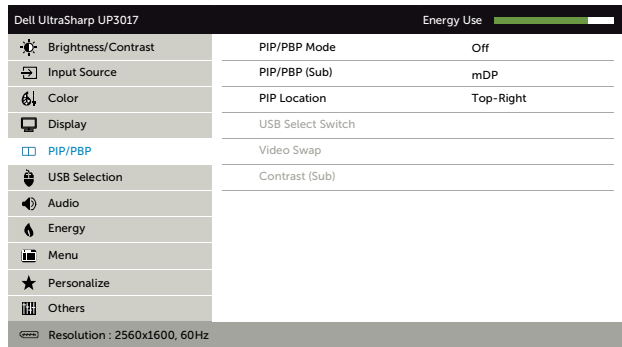 Dell UltraSharp UP3017 Energy Use
Brightness/Contrast PIP/PBP Mode Off
Input Source PIP/PBP (Sub) mDP
Color PIP Location Top-Right
Display USB Select Switch
PIP/PBP Video Swap
USB Selection Contrast (Sub)
Audio
Energy
Menu
Personalize
Others
Resolution : 2560x1600, 60Hz